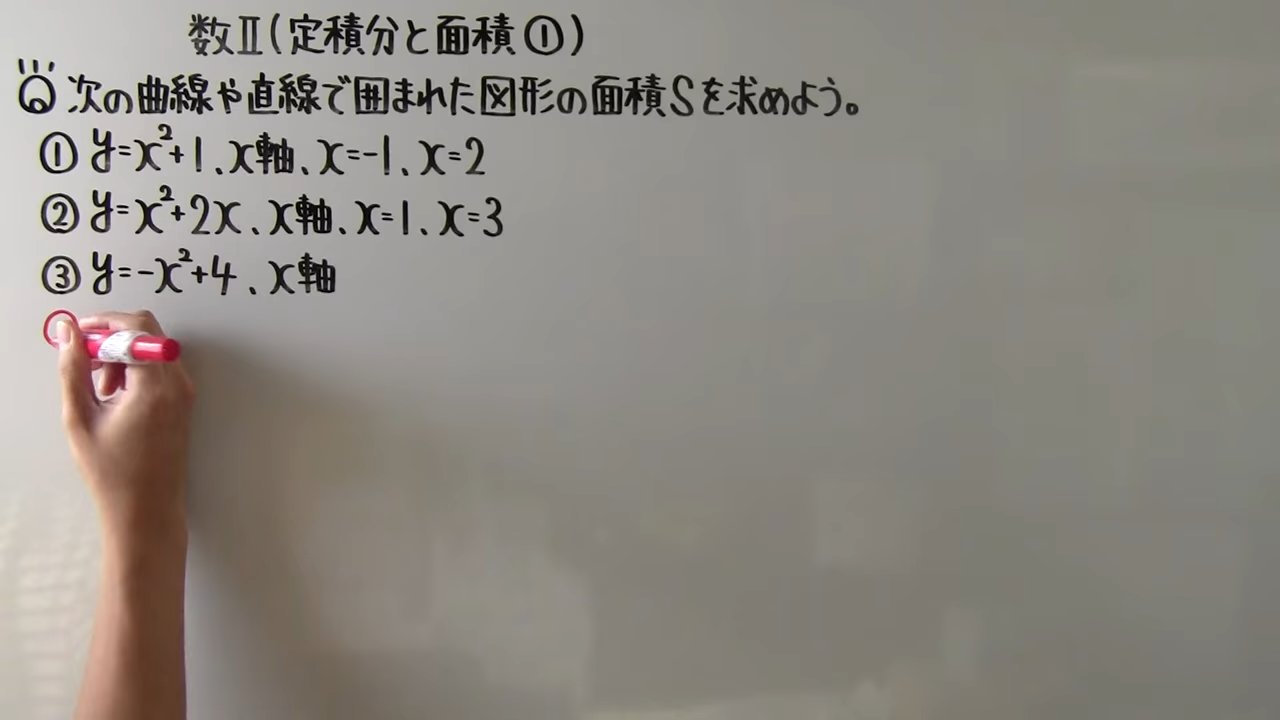 数Ⅱ(定積分と面積①)
Q 次の曲線や直線で囲まれた図形の面積Sを求めよう。
① y=x²+1、x軸、x=-1、x=2
② y=x²+2x、x軸、x=1、x=3
③ y=-x²+4、x軸